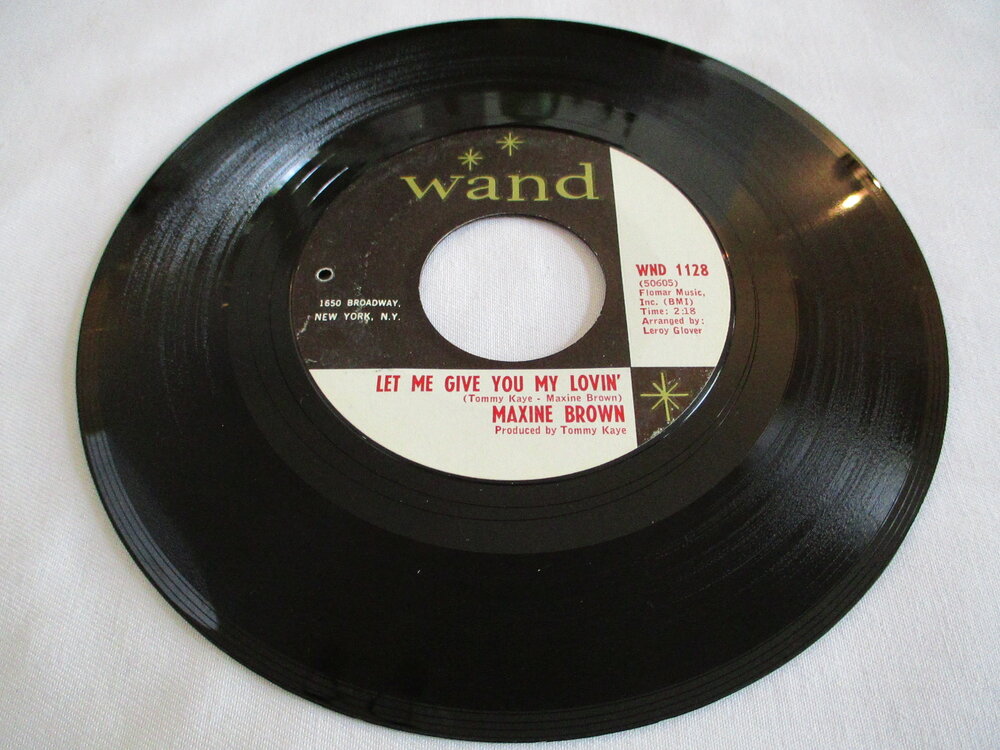 wand
1650 BROADWAY,
NEW YORK, N.Y.
WND 1128
(50605)
Flomar Music,
Inc. (BMI)
Time: 2:18
Arranged by:
Leroy Glover
LET ME GIVE YOU MY LOVIN'
(Tommy Kaye - Maxine Brown)
MAXINE BROWN
Produced by Tommy Kaye